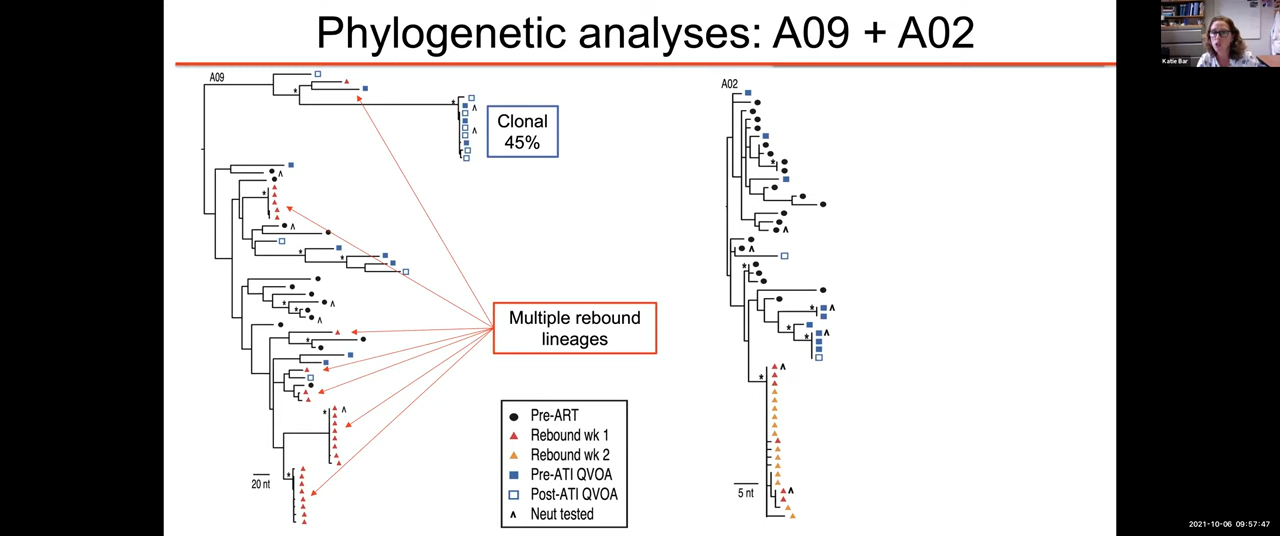 Phylogenetic analyses: A09 + A02
Katie Bar
A09
A02
Clonal
45%
Multiple rebound
lineages
Pre-ART
Rebound wk 1
Rebound wk 2
Pre-ATI QVOA
Post-ATI QVOA
Neut tested
20 nt
5 nt
2021-10-06 09:57:47